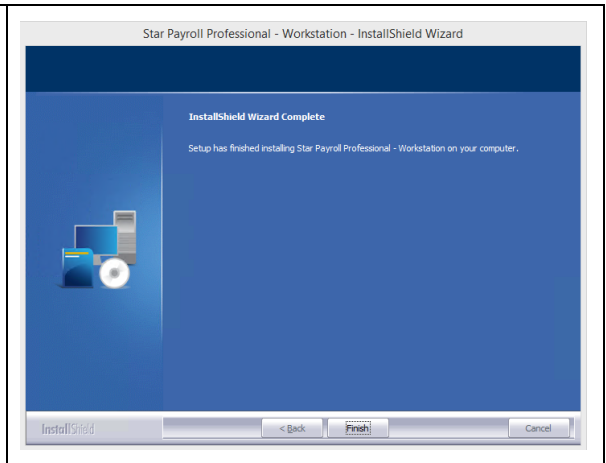 Star Payroll Professional - Workstation - InstallShield Wizard
InstallShield Wizard Complete
Setup has finished installing Star Payroll Professional - Workstation on your computer.
InstallShield
< Back Finish Cancel